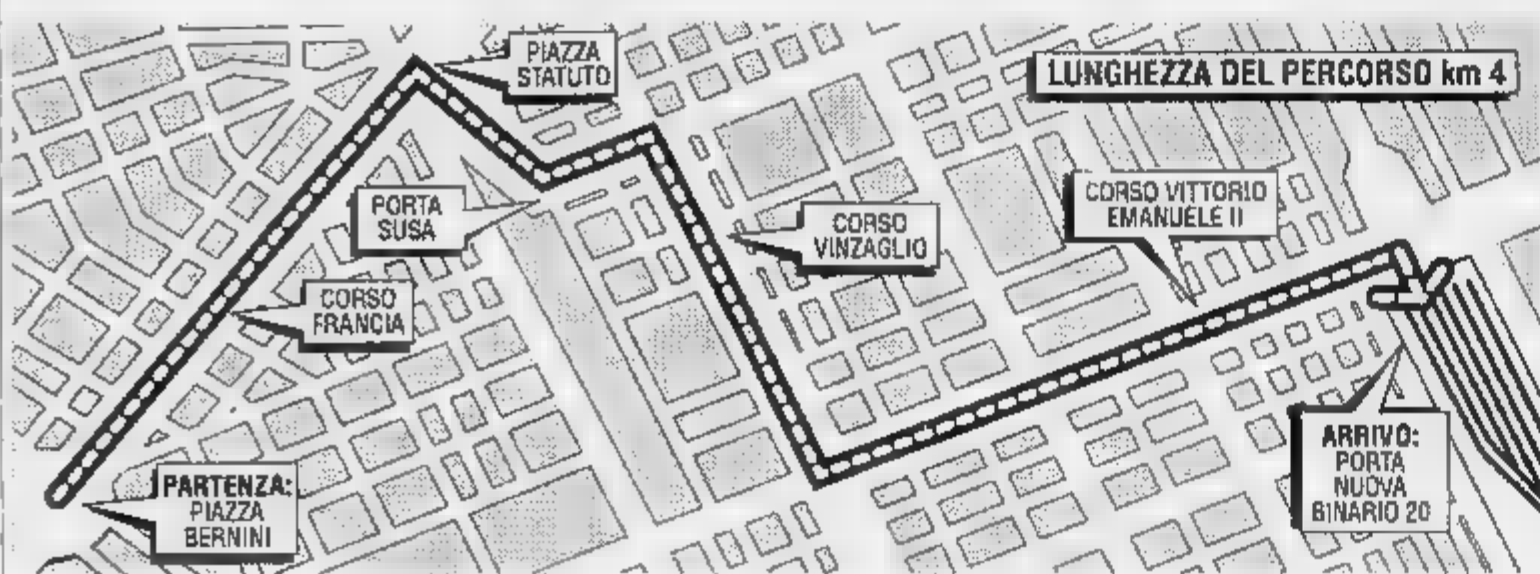 PIAZZA
STATUTO
LUNGHEZZA DEL PERCORSO km 4
PORTA
SUSA
CORSO
VINZAGLIO
CORSO VITTORIO
EMANUELE II
CORSO
FRANCIA
PARTENZA:
PIAZZA
BERNINI
ARRIVO:
PORTA
NUOVA
BINARIO 20